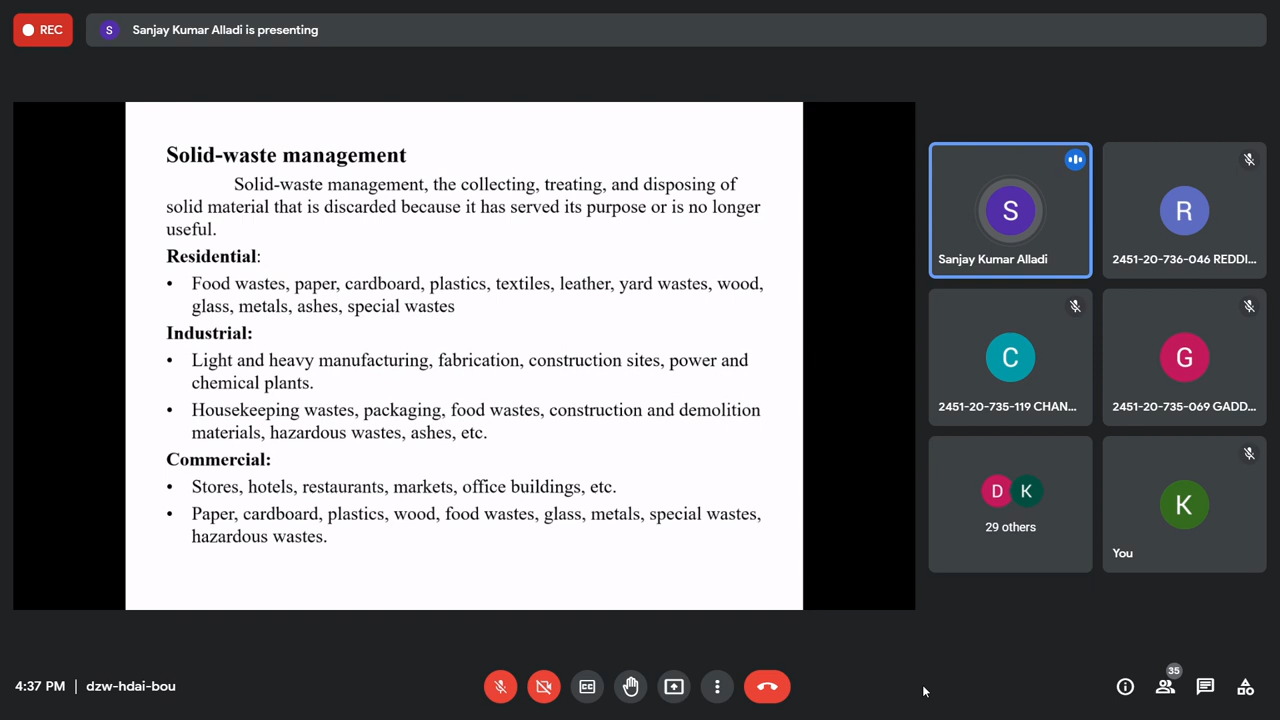 REC
S
Sanjay Kumar Alladi is presenting
Solid-waste management
Solid-waste management, the collecting, treating, and disposing of
solid material that is discarded because it has served its purpose or is no longer
useful.
Residential:
• Food wastes, paper, cardboard, plastics, textiles, leather, yard wastes, wood,
glass, metals, ashes, special wastes
Industrial:
• Light and heavy manufacturing, fabrication, construction sites, power and
chemical plants.
• Housekeeping wastes, packaging, food wastes, construction and demolition
materials, hazardous wastes, ashes, etc.
Commercial:
• Stores, hotels, restaurants, markets, office buildings, etc.
• Paper, cardboard, plastics, wood, food wastes, glass, metals, special wastes,
hazardous wastes.
S
Sanjay Kumar Alladi
R
2451-20-736-046 REDDI...
C
2451-20-735-119 CHAN...
G
2451-20-735-069 GADD...
D K
29 others
K
You
4:37 PM | dzw-hdai-bou
35